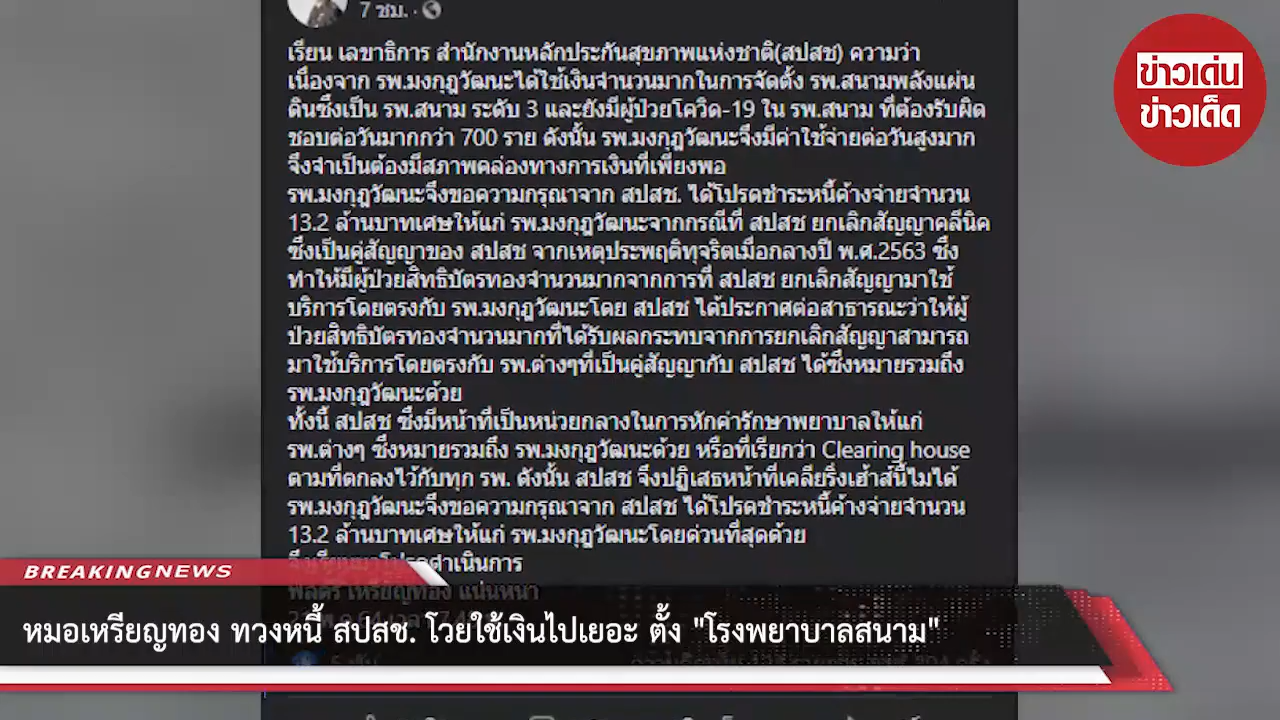 7 ชม.
ข่าวเด่น
ข่าวเด็ด
เรียน เลขาธิการ สำนักงานหลักประกันสุขภาพแห่งชาติ(สปสช) ความว่า
เนื่องจาก รพ.มงกุฎวัฒนะได้ใช้เงินจำนวนมากในการจัดตั้ง รพ.สนามพลังแผ่น
ดินซึ่งเป็น รพ.สนาม ระดับ 3 และยังมีผู้ป่วยโควิด-19 ใน รพ.สนาม ที่ต้องรับผิด
ชอบต่อวันมากกว่า 700 ราย ดังนั้น รพ.มงกุฎวัฒนะจึงมีค่าใช้จ่ายต่อวันสูงมาก
จึงจำเป็นต้องมีสภาพคล่องทางการเงินที่เพียงพอ
รพ.มงกุฎวัฒนะจึงขอความกรุณาจาก สปสช. ได้โปรดชำระหนี้ค้างจ่ายจำนวน
13.2 ล้านบาทเศษให้แก่ รพ.มงกุฎวัฒนะจากกรณีที่ สปสช ยกเลิกสัญญาคลีนิค
ซึ่งเป็นคู่สัญญาของ สปสช จากเหตุประพฤติทุจริตเมื่อกลางปี พ.ศ.2563 ซึ่ง
ทำให้มีผู้ป่วยสิทธิบัตรทองจำนวนมากจากการที่ สปสช ยกเลิกสัญญามาใช้
บริการโดยตรงกับ รพ.มงกุฎวัฒนะโดย สปสช ได้ประกาศต่อสาธารณะว่าให้ผู้
ป่วยสิทธิบัตรทองจำนวนมากที่ได้รับผลกระทบจากการยกเลิกสัญญาสามารถ
มาใช้บริการโดยตรงกับ รพ.ต่างๆที่เป็นคู่สัญญากับ สปสช ได้ซึ่งหมายรวมถึง
รพ.มงกุฎวัฒนะด้วย
ทั้งนี้ สปสช ซึ่งมีหน้าที่เป็นหน่วยกลางในการหักค่ารักษาพยาบาลให้แก่
รพ.ต่างๆ ซึ่งหมายรวมถึง รพ.มงกุฎวัฒนะด้วย หรือที่เรียกว่า Clearing house
ตามที่ตกลงไว้กับทุก รพ. ดังนั้น สปสช จึงปฏิเสธหน้าที่เคลียริ่งเฮ้าส์นี้ไม่ได้
รพ.มงกุฎวัฒนะจึงขอความกรุณาจาก สปสช ได้โปรดชำระหนี้ค้างจ่ายจำนวน
13.2 ล้านบาทเศษให้แก่ รพ.มงกุฎวัฒนะโดยด่วนที่สุดด้วย
จึงเรียนมาโปรดดำเนินการ
พลตรี เหรียญทอง แน่นหนา
BREAKINGNEWS
หมอเหรียญทอง ทวงหนี้ สปสช. โวยใช้เงินไปเยอะ ตั้ง "โรงพยาบาลสนาม"